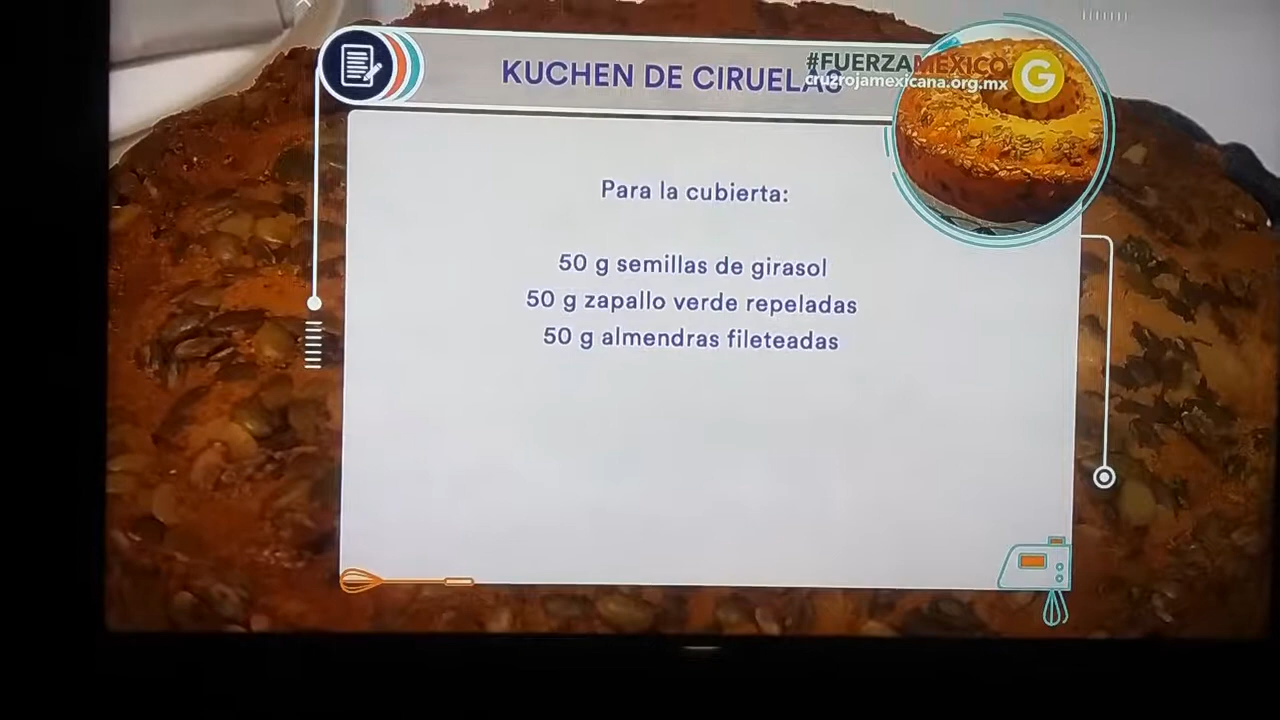 KUCHEN DE CIRUELAS
#FUERZAMÉXICO
cruzrojamexicana.org.mx
G
Para la cubierta:
50 g semillas de girasol
50 g zapallo verde repeladas
50 g almendras fileteadas